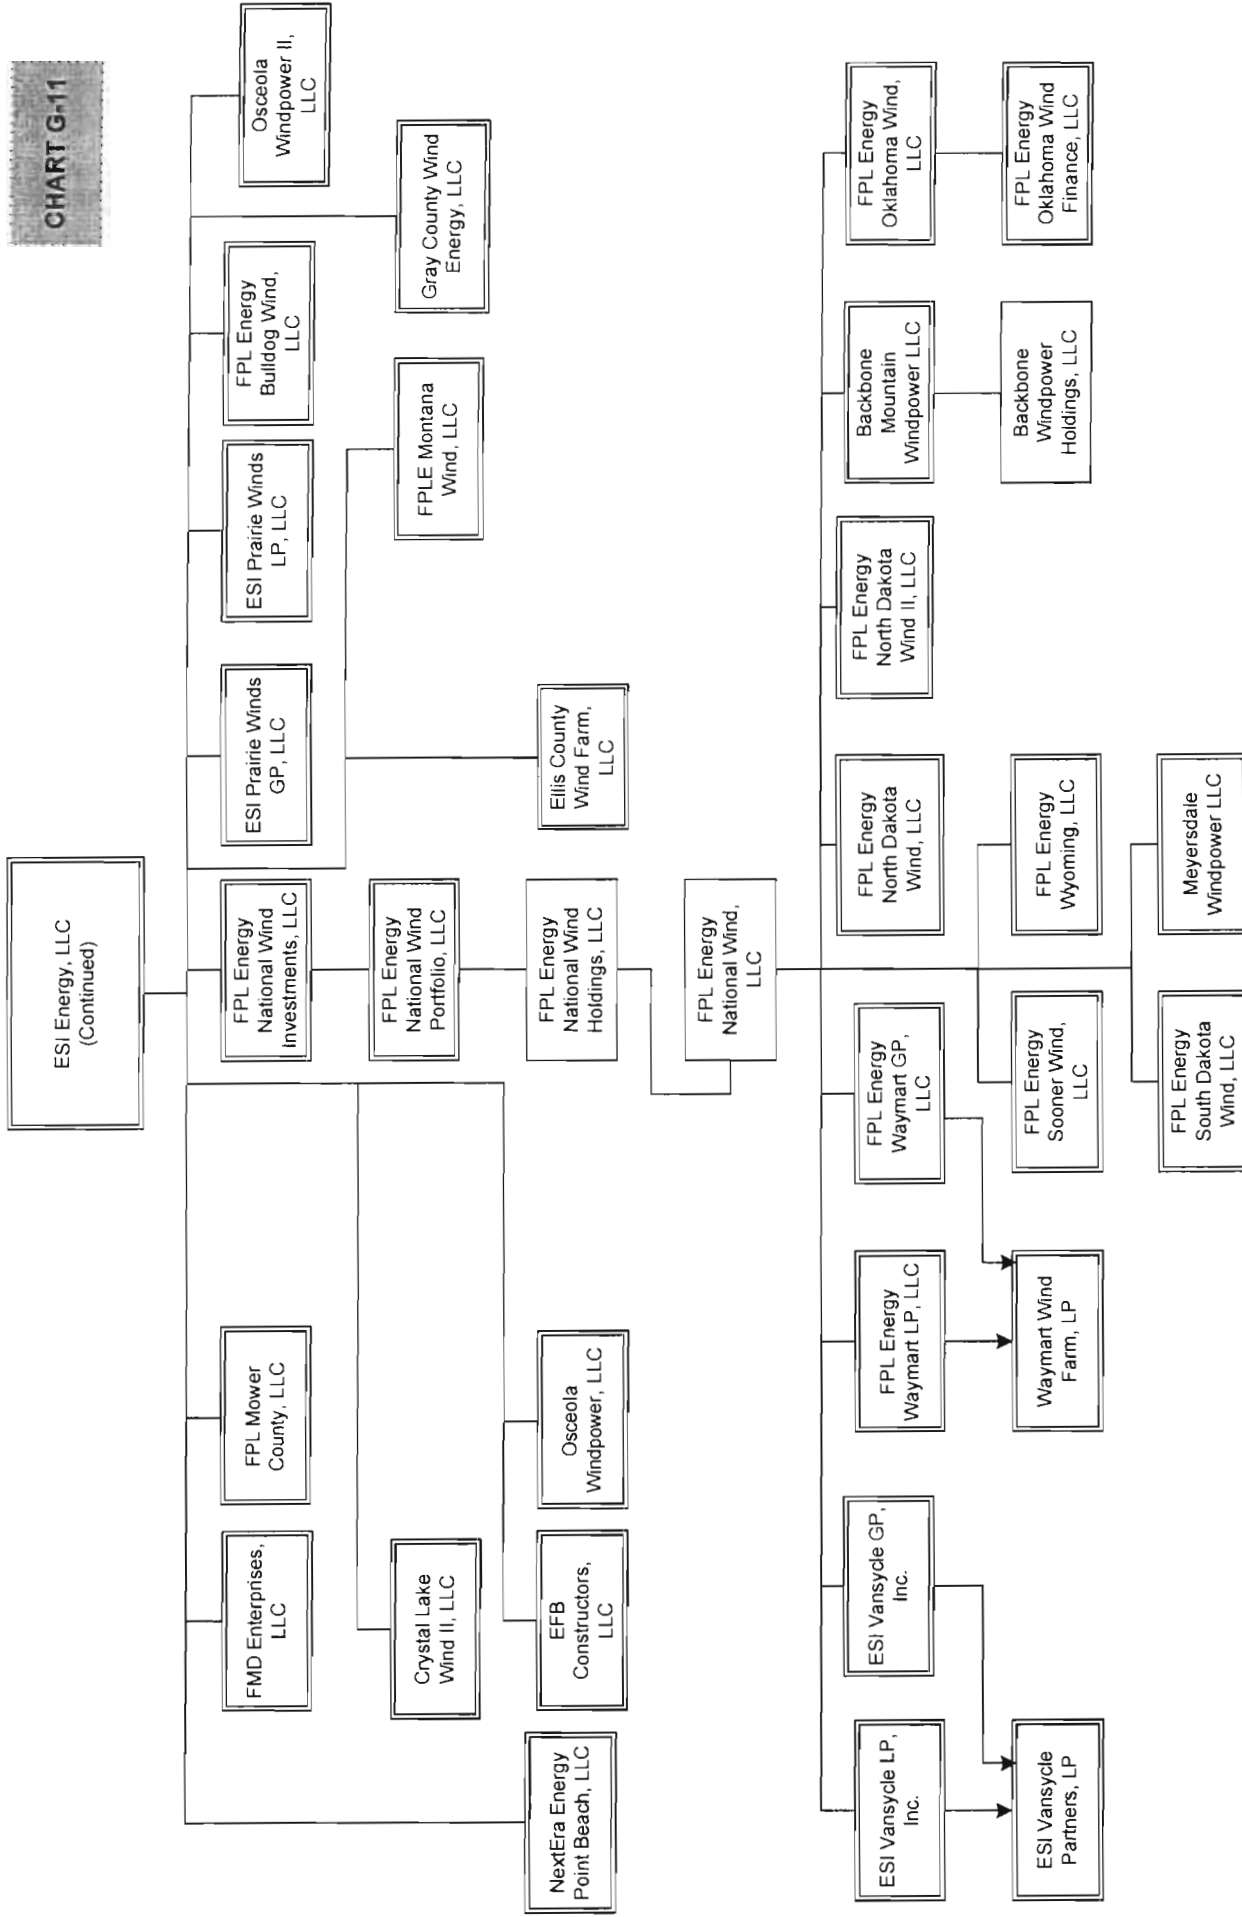 CHART G-11
ESI Energy, LLC
(Continued)
FMD Enterprises,
LLC
FPL Mower
County, LLC
FPL Energy
National Wind
Investments, LLC
ESI Prairie Winds
GP, LLC
ESI Prairie Winds
LP, LLC
FPL Energy
Bulldog Wind,
LLC
Osceola
Windpower II,
LLC
Crystal Lake
Wind II, LLC
FPL Energy
National Wind
Portfolio, LLC
FPLE Montana
Wind, LLC
Gray County Wind
Energy, LLC
NextEra Energy
Point Beach, LLC
EFB
Constructors,
LLC
Osceola
Windpower, LLC
FPL Energy
National Wind
Holdings, LLC
Ellis County
Wind Farm,
LLC
FPL Energy
National Wind,
LLC
ESI Vansycle LP,
Inc.
ESI Vansycle GP,
Inc.
FPL Energy
Waymart LP, LLC
FPL Energy
Waymart GP,
LLC
FPL Energy
North Dakota
Wind, LLC
FPL Energy
North Dakota
Wind II, LLC
Backbone
Mountain
Windpower LLC
FPL Energy
Oklahoma Wind,
LLC
ESI Vansycle
Partners, LP
Waymart Wind
Farm, LP
FPL Energy
Sooner Wind,
LLC
FPL Energy
Wyoming, LLC
Backbone
Windpower
Holdings, LLC
FPL Energy
Oklahoma Wind
Finance, LLC
FPL Energy
South Dakota
Wind, LLC
Meyersdale
Windpower LLC